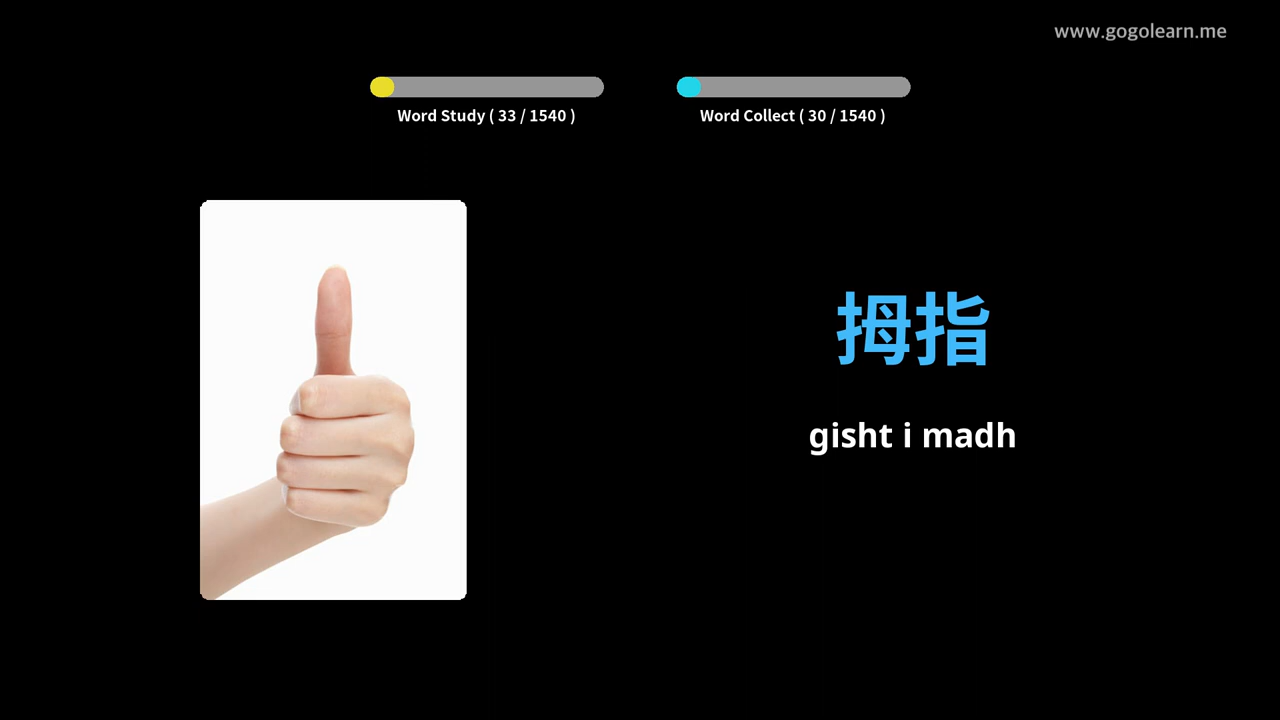 www.gogolearn.me
Word Study ( 33 / 1540 )
Word Collect ( 30 / 1540 )
拇指
gisht i madh